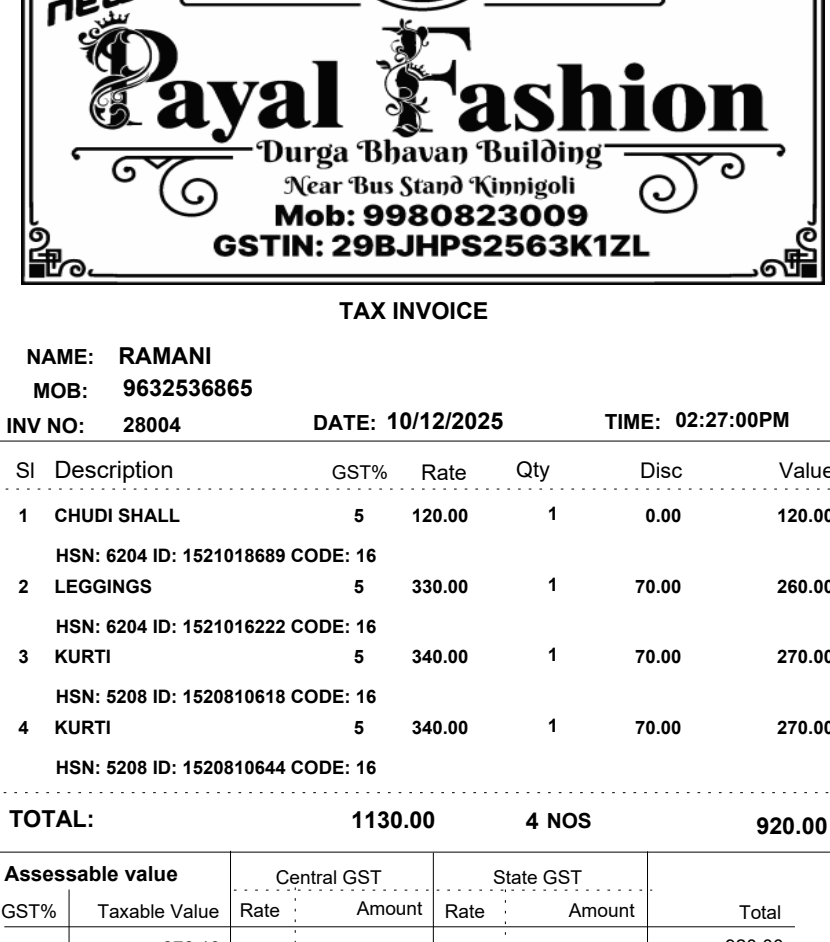 new
Payal Fashion
Durga Bhavan Building
Near Bus Stand Kinnigoli
Mob: 9980823009
GSTIN: 29BJHPS2563K1ZL
TAX INVOICE
NAME: RAMANI
MOB: 9632536865
INV NO: 28004 DATE: 10/12/2025 TIME: 02:27:00PM
Sl Description GST% Rate Qty Disc Value
1 CHUDI SHALL 5 120.00 1 0.00 120.00
HSN: 6204 ID: 1521018689 CODE: 16
2 LEGGINGS 5 330.00 1 70.00 260.00
HSN: 6204 ID: 1521016222 CODE: 16
3 KURTI 5 340.00 1 70.00 270.00
HSN: 5208 ID: 1520810618 CODE: 16
4 KURTI 5 340.00 1 70.00 270.00
HSN: 5208 ID: 1520810644 CODE: 16
TOTAL: 1130.00 4 NOS 920.00
Assessable value Central GST State GST
GST% Taxable Value Rate Amount Rate Amount Total